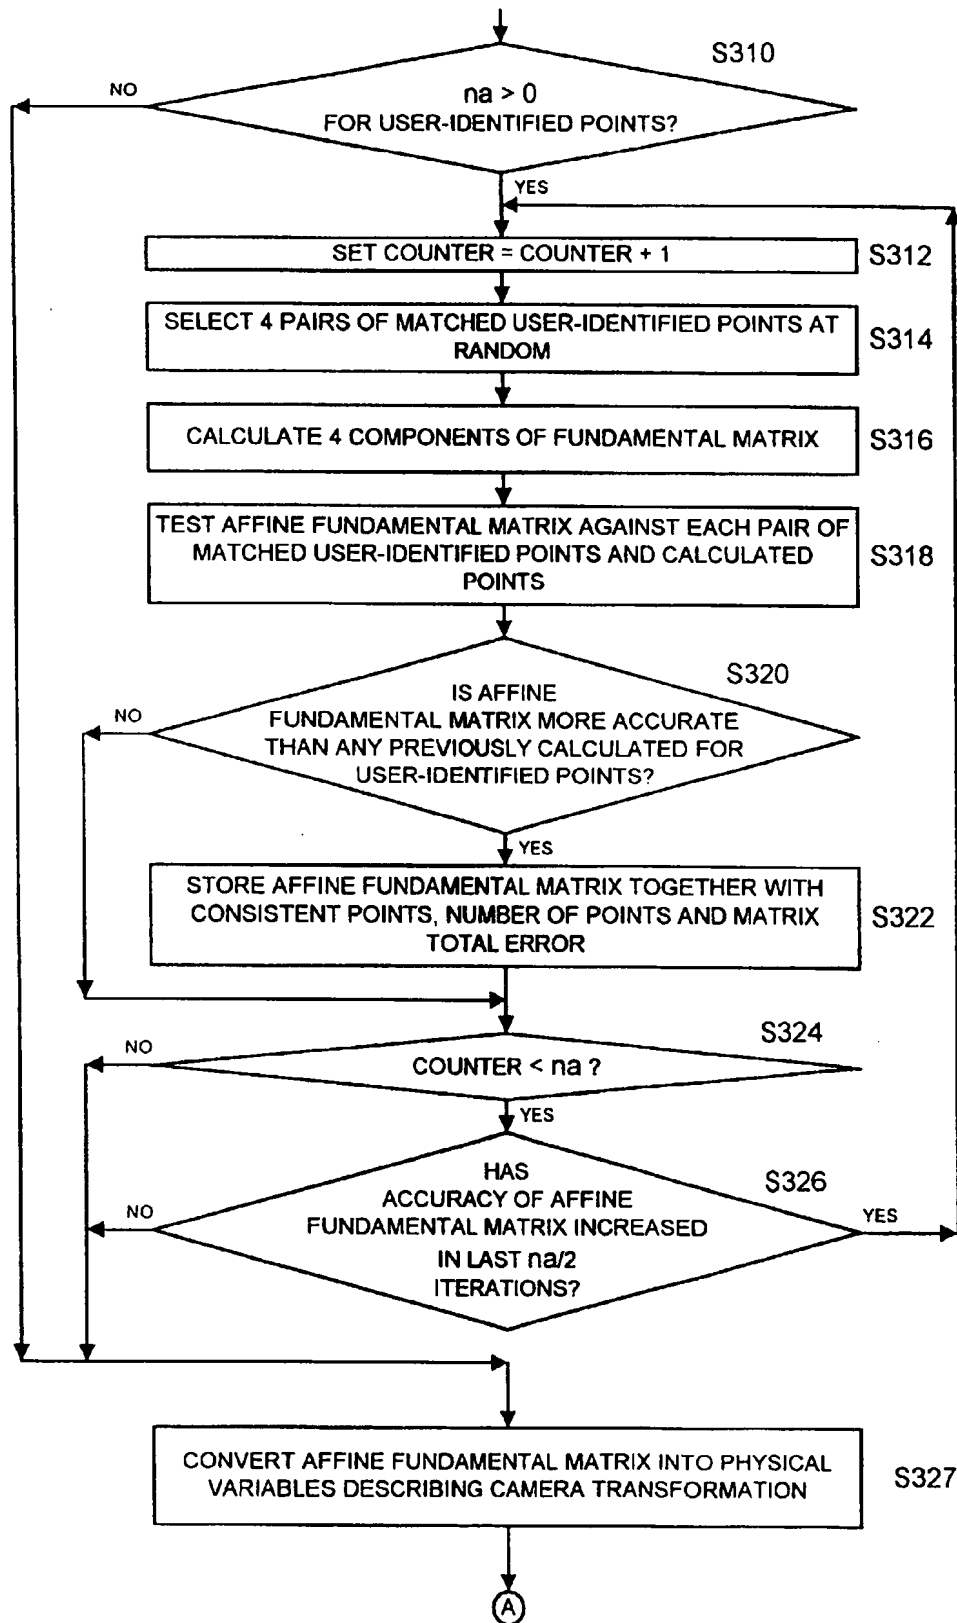 S310
NO
na > 0
FOR USER-IDENTIFIED POINTS?
YES
SET COUNTER = COUNTER + 1
S312
SELECT 4 PAIRS OF MATCHED USER-IDENTIFIED POINTS AT
RANDOM
S314
CALCULATE 4 COMPONENTS OF FUNDAMENTAL MATRIX
S316
TEST AFFINE FUNDAMENTAL MATRIX AGAINST EACH PAIR OF
MATCHED USER-IDENTIFIED POINTS AND CALCULATED
POINTS
S318
S320
NO
IS AFFINE
FUNDAMENTAL MATRIX MORE ACCURATE
THAN ANY PREVIOUSLY CALCULATED FOR
USER-IDENTIFIED POINTS?
YES
STORE AFFINE FUNDAMENTAL MATRIX TOGETHER WITH
CONSISTENT POINTS, NUMBER OF POINTS AND MATRIX
TOTAL ERROR
S322
S324
NO
COUNTER < na ?
YES
S326
HAS
ACCURACY OF AFFINE
FUNDAMENTAL MATRIX INCREASED
IN LAST na/2
ITERATIONS?
NO
YES
CONVERT AFFINE FUNDAMENTAL MATRIX INTO PHYSICAL
VARIABLES DESCRIBING CAMERA TRANSFORMATION
S327
A